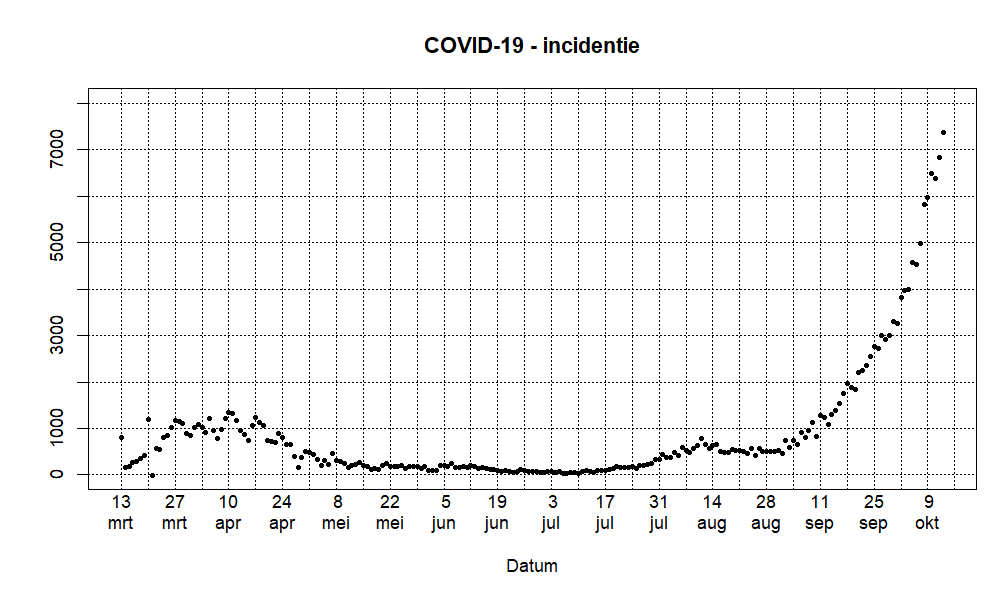 COVID-19 - incidentie
7000
5000
3000
1000
0
13 27 10 24 8 22 5 19 3 17 31 14 28 11 25 9
mrt mrt apr apr mei mei jun jun jul jul jul aug aug sep sep okt
Datum